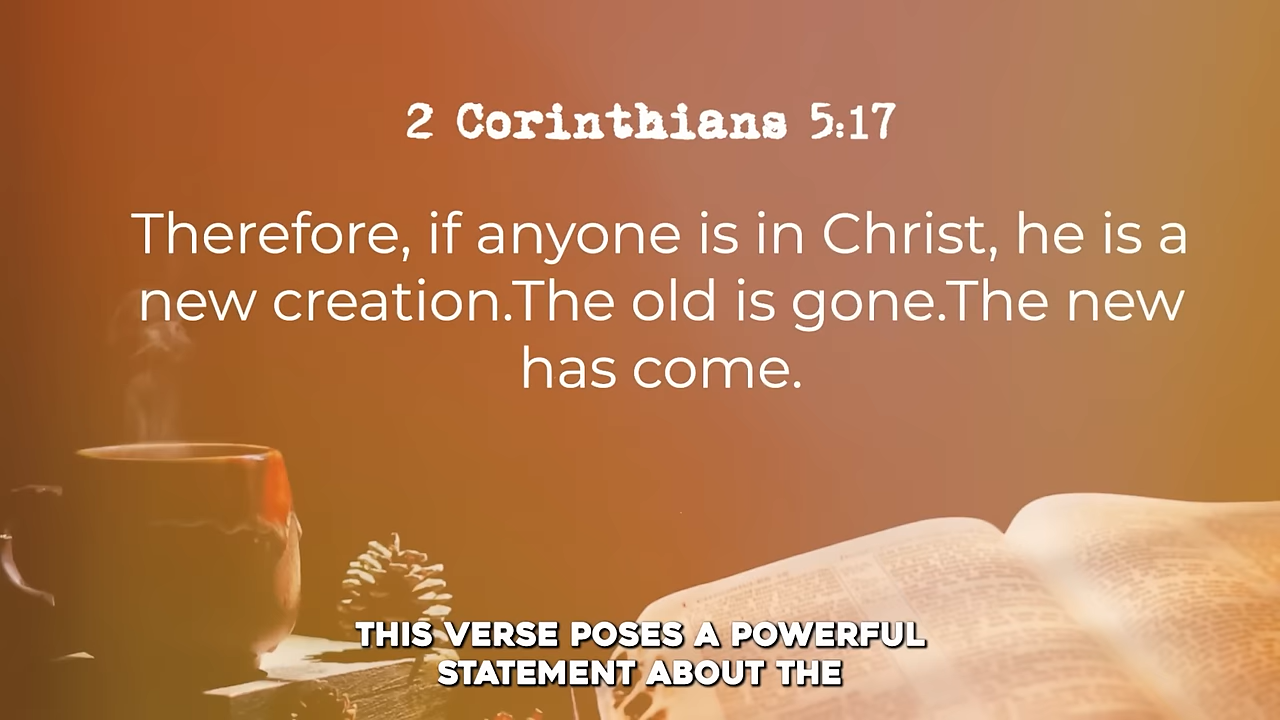 2 Corinthians 5:17
Therefore, if anyone is in Christ, he is a
new creation.The old is gone.The new
has come.
THIS VERSE POSES A POWERFUL
STATEMENT ABOUT THE